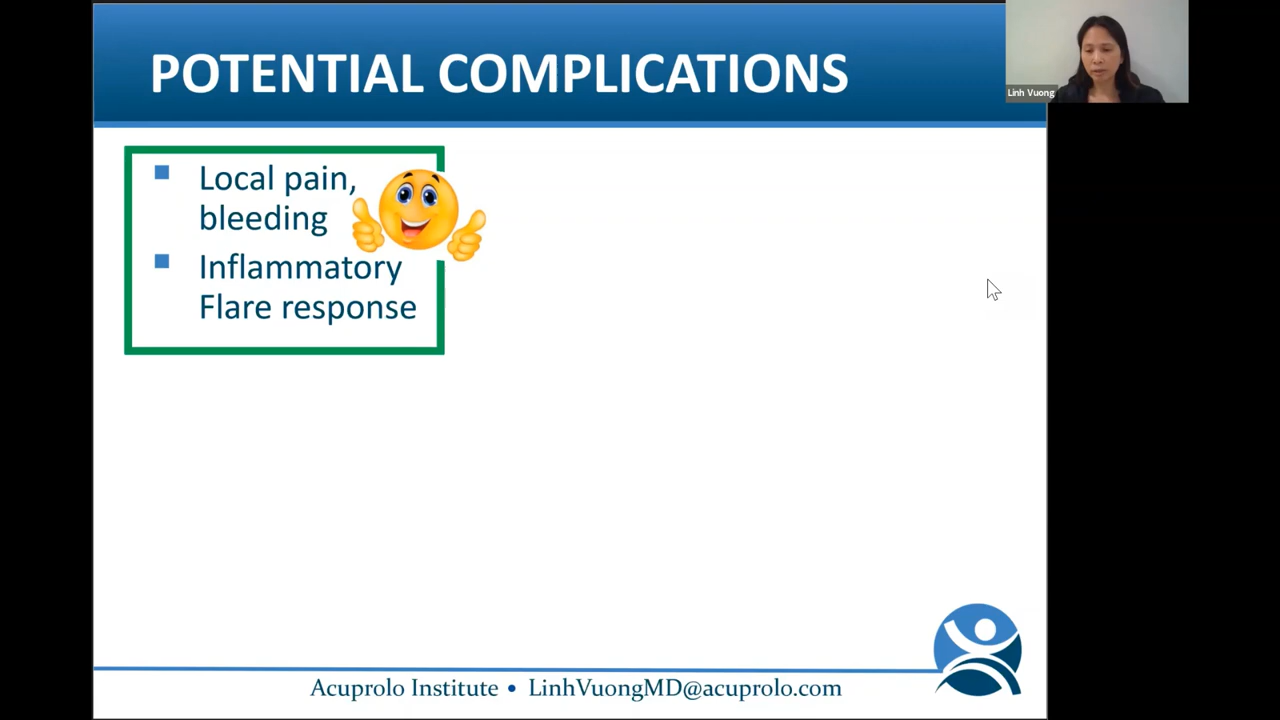 POTENTIAL COMPLICATIONS
Linh Vuong
Local pain,
bleeding
Inflammatory
Flare response
Acuprolo Institute • LinhVuongMD@acuprolo.com